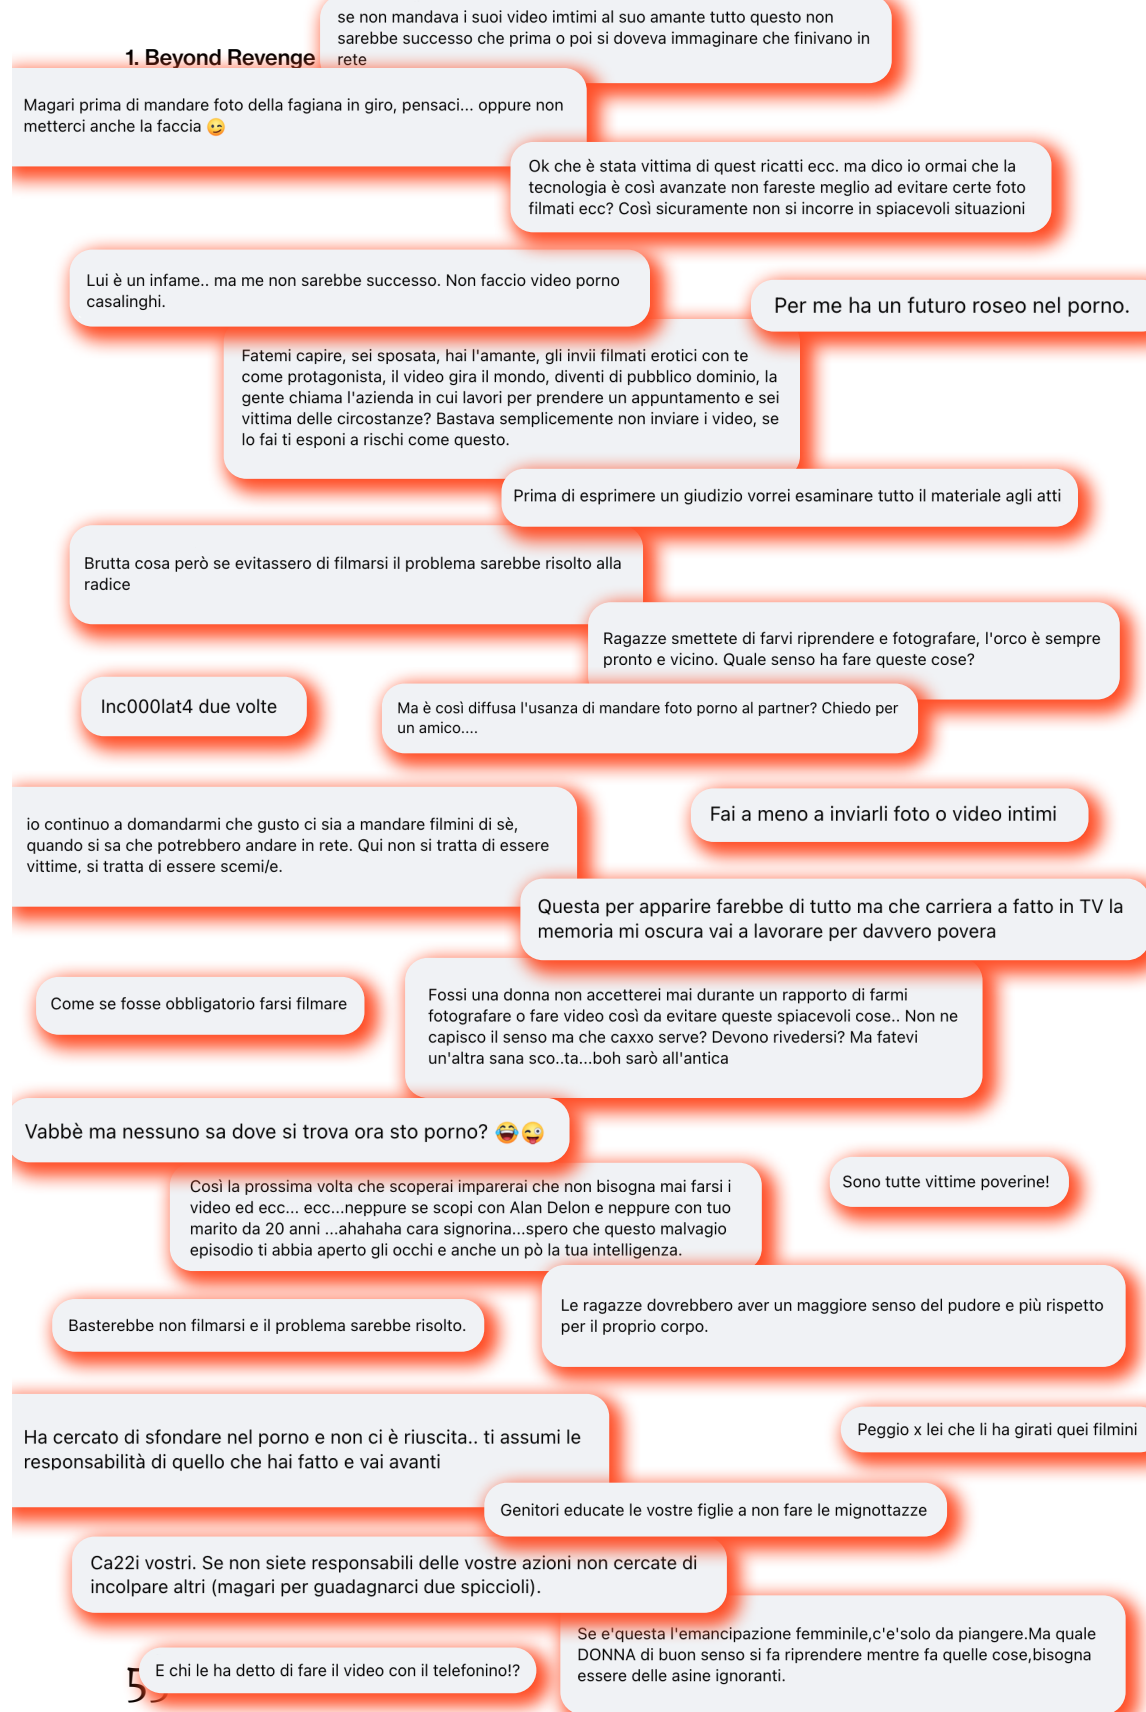 se non mandava i suoi video imtimi al suo amante tutto questo non
sarebbe successo che prima o poi si doveva immaginare che finivano in
rete
1. Beyond Revenge
Magari prima di mandare foto della fagiana in giro, pensaci... oppure non
metterci anche la faccia 😉
Ok che è stata vittima di quest ricatti ecc. ma dico io ormai che la
tecnologia è così avanzate non fareste meglio ad evitare certe foto
filmati ecc? Così sicuramente non si incorre in spiacevoli situazioni
Lui è un infame.. ma me non sarebbe successo. Non faccio video porno
casalinghi.
Per me ha un futuro roseo nel porno.
Fatemi capire, sei sposata, hai l'amante, gli invii filmati erotici con te
come protagonista, il video gira il mondo, diventi di pubblico dominio, la
gente chiama l'azienda in cui lavori per prendere un appuntamento e sei
vittima delle circostanze? Bastava semplicemente non inviare i video, se
lo fai ti esponi a rischi come questo.
Prima di esprimere un giudizio vorrei esaminare tutto il materiale agli atti
Brutta cosa però se evitassero di filmarsi il problema sarebbe risolto alla
radice
Ragazze smettete di farvi riprendere e fotografare, l'orco è sempre
pronto e vicino. Quale senso ha fare queste cose?
Inc000lat4 due volte
Ma è così diffusa l'usanza di mandare foto porno al partner? Chiedo per
un amico....
io continuo a domandarmi che gusto ci sia a mandare filmini di sè,
quando si sa che potrebbero andare in rete. Qui non si tratta di essere
vittime, si tratta di essere scemi/e.
Fai a meno a inviarli foto o video intimi
Questa per apparire farebbe di tutto ma che carriera a fatto in TV la
memoria mi oscura vai a lavorare per davvero povera
Come se fosse obbligatorio farsi filmare
Fossi una donna non accetterei mai durante un rapporto di farmi
fotografare o fare video così da evitare queste spiacevoli cose.. Non ne
capisco il senso ma che caxxo serve? Devono rivedersi? Ma fatevi
un'altra sana sco..ta...boh sarò all'antica
Vabbè ma nessuno sa dove si trova ora sto porno? 😂😜
Così la prossima volta che scoperai imparerai che non bisogna mai farsi i
video ed ecc... ecc...neppure se scopi con Alan Delon e neppure con tuo
marito da 20 anni ...ahahaha cara signorina...spero che questo malvagio
episodio ti abbia aperto gli occhi e anche un pò la tua intelligenza.
Sono tutte vittime poverine!
Le ragazze dovrebbero aver un maggiore senso del pudore e più rispetto
per il proprio corpo.
Basterebbe non filmarsi e il problema sarebbe risolto.
Ha cercato di sfondare nel porno e non ci è riuscita.. ti assumi le
responsabilità di quello che hai fatto e vai avanti
Peggio x lei che li ha girati quei filmini
Genitori educate le vostre figlie a non fare le mignottazze
Ca22i vostri. Se non siete responsabili delle vostre azioni non cercate di
incolpare altri (magari per guadagnarci due spiccioli).
Se e'questa l'emancipazione femminile,c'e'solo da piangere.Ma quale
DONNA di buon senso si fa riprendere mentre fa quelle cose,bisogna
essere delle asine ignoranti.
E chi le ha detto di fare il video con il telefonino!?